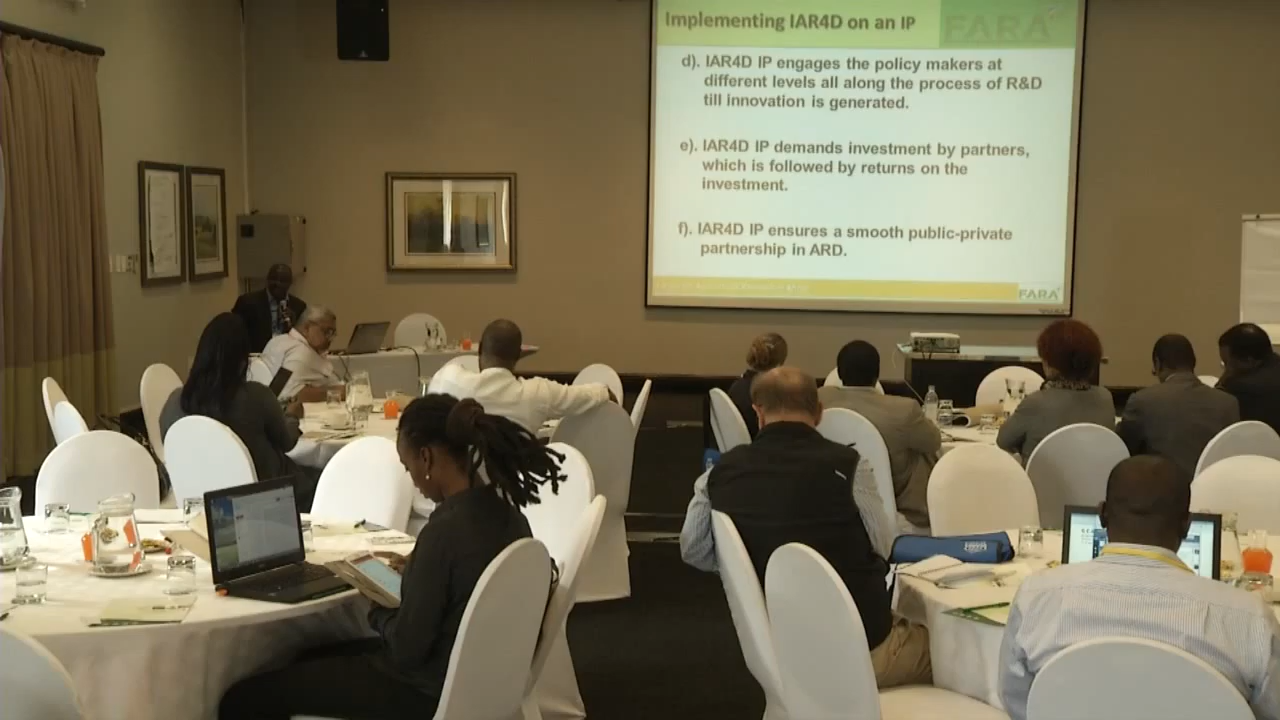 Implementing IAR4D on an IP
FARA
d). IAR4D IP engages the policy makers at
different levels all along the process of R&D
till innovation is generated.
e). IAR4D IP demands investment by partners,
which is followed by returns on the
investment.
f). IAR4D IP ensures a smooth public-private
partnership in ARD.
FARA